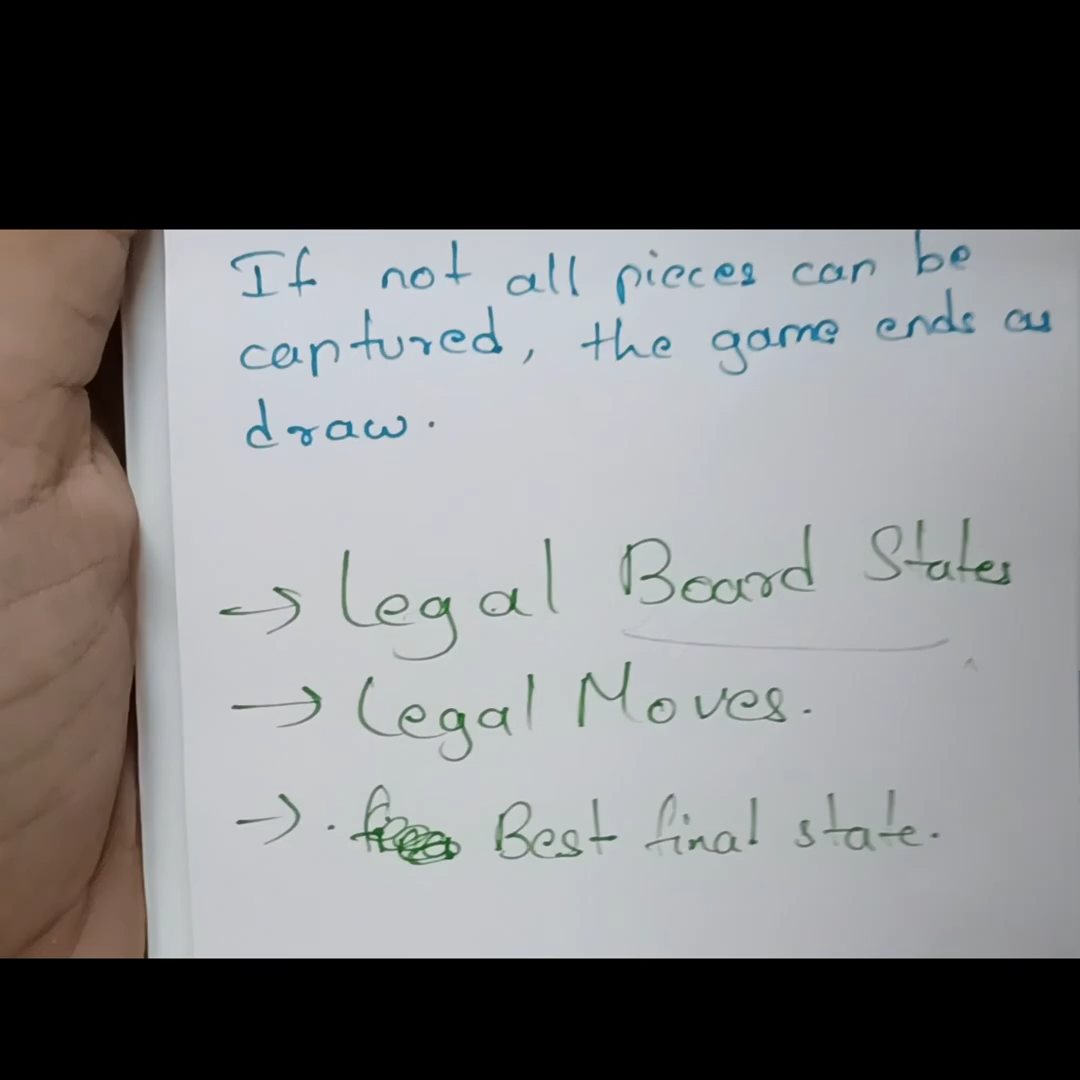 If not all pieces can be
captured, the game ends as
draw.
→ Legal Board States
→ Legal Moves.
→ . Best final state.